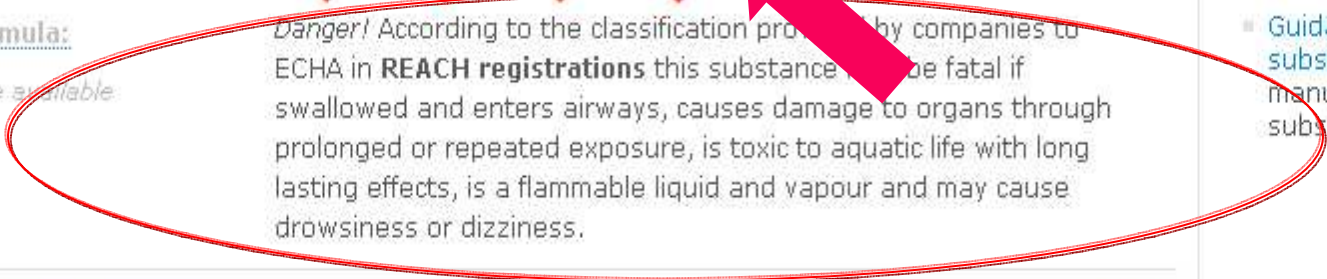 mula:
available
Danger! According to the classification by companies to
ECHA in REACH registrations this substance be fatal if
swallowed and enters airways, causes damage to organs through
prolonged or repeated exposure, is toxic to aquatic life with long
lasting effects, is a flammable liquid and vapour and may cause
drowsiness or dizziness.
Guida
subs
manu
subs